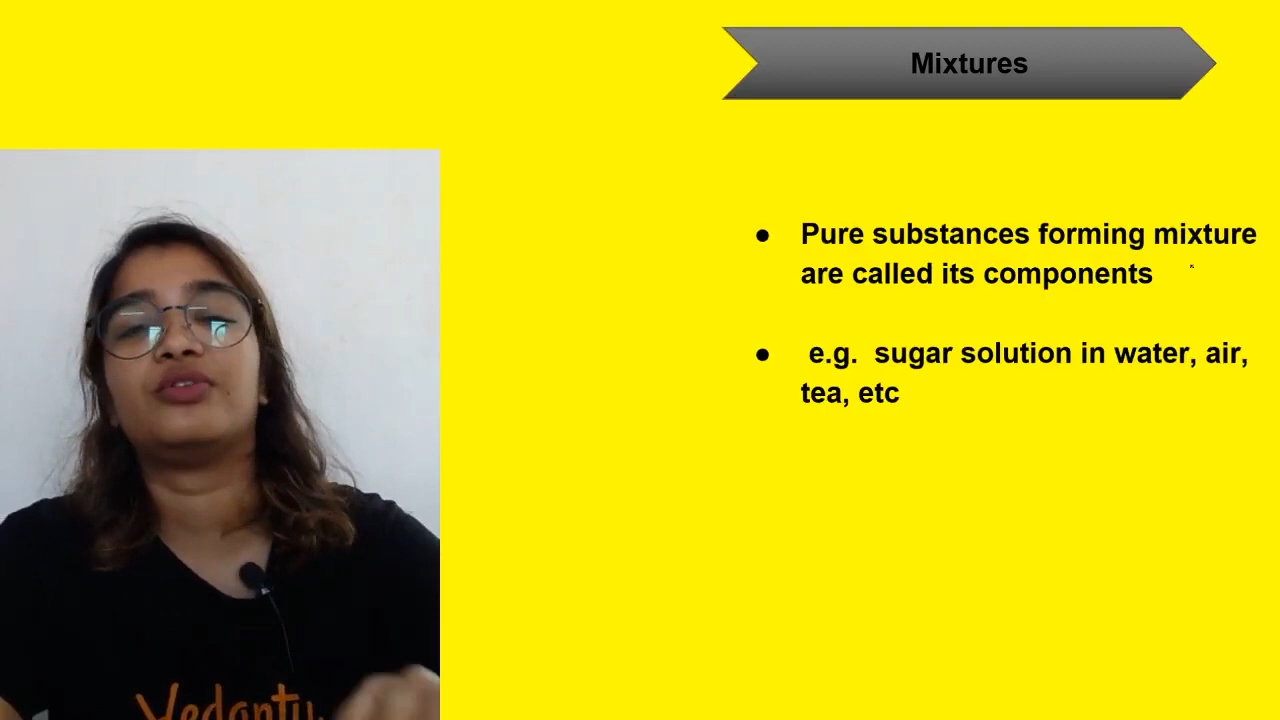 Mixtures
● Pure substances forming mixture
are called its components
● e.g. sugar solution in water, air,
tea, etc
Vedantu